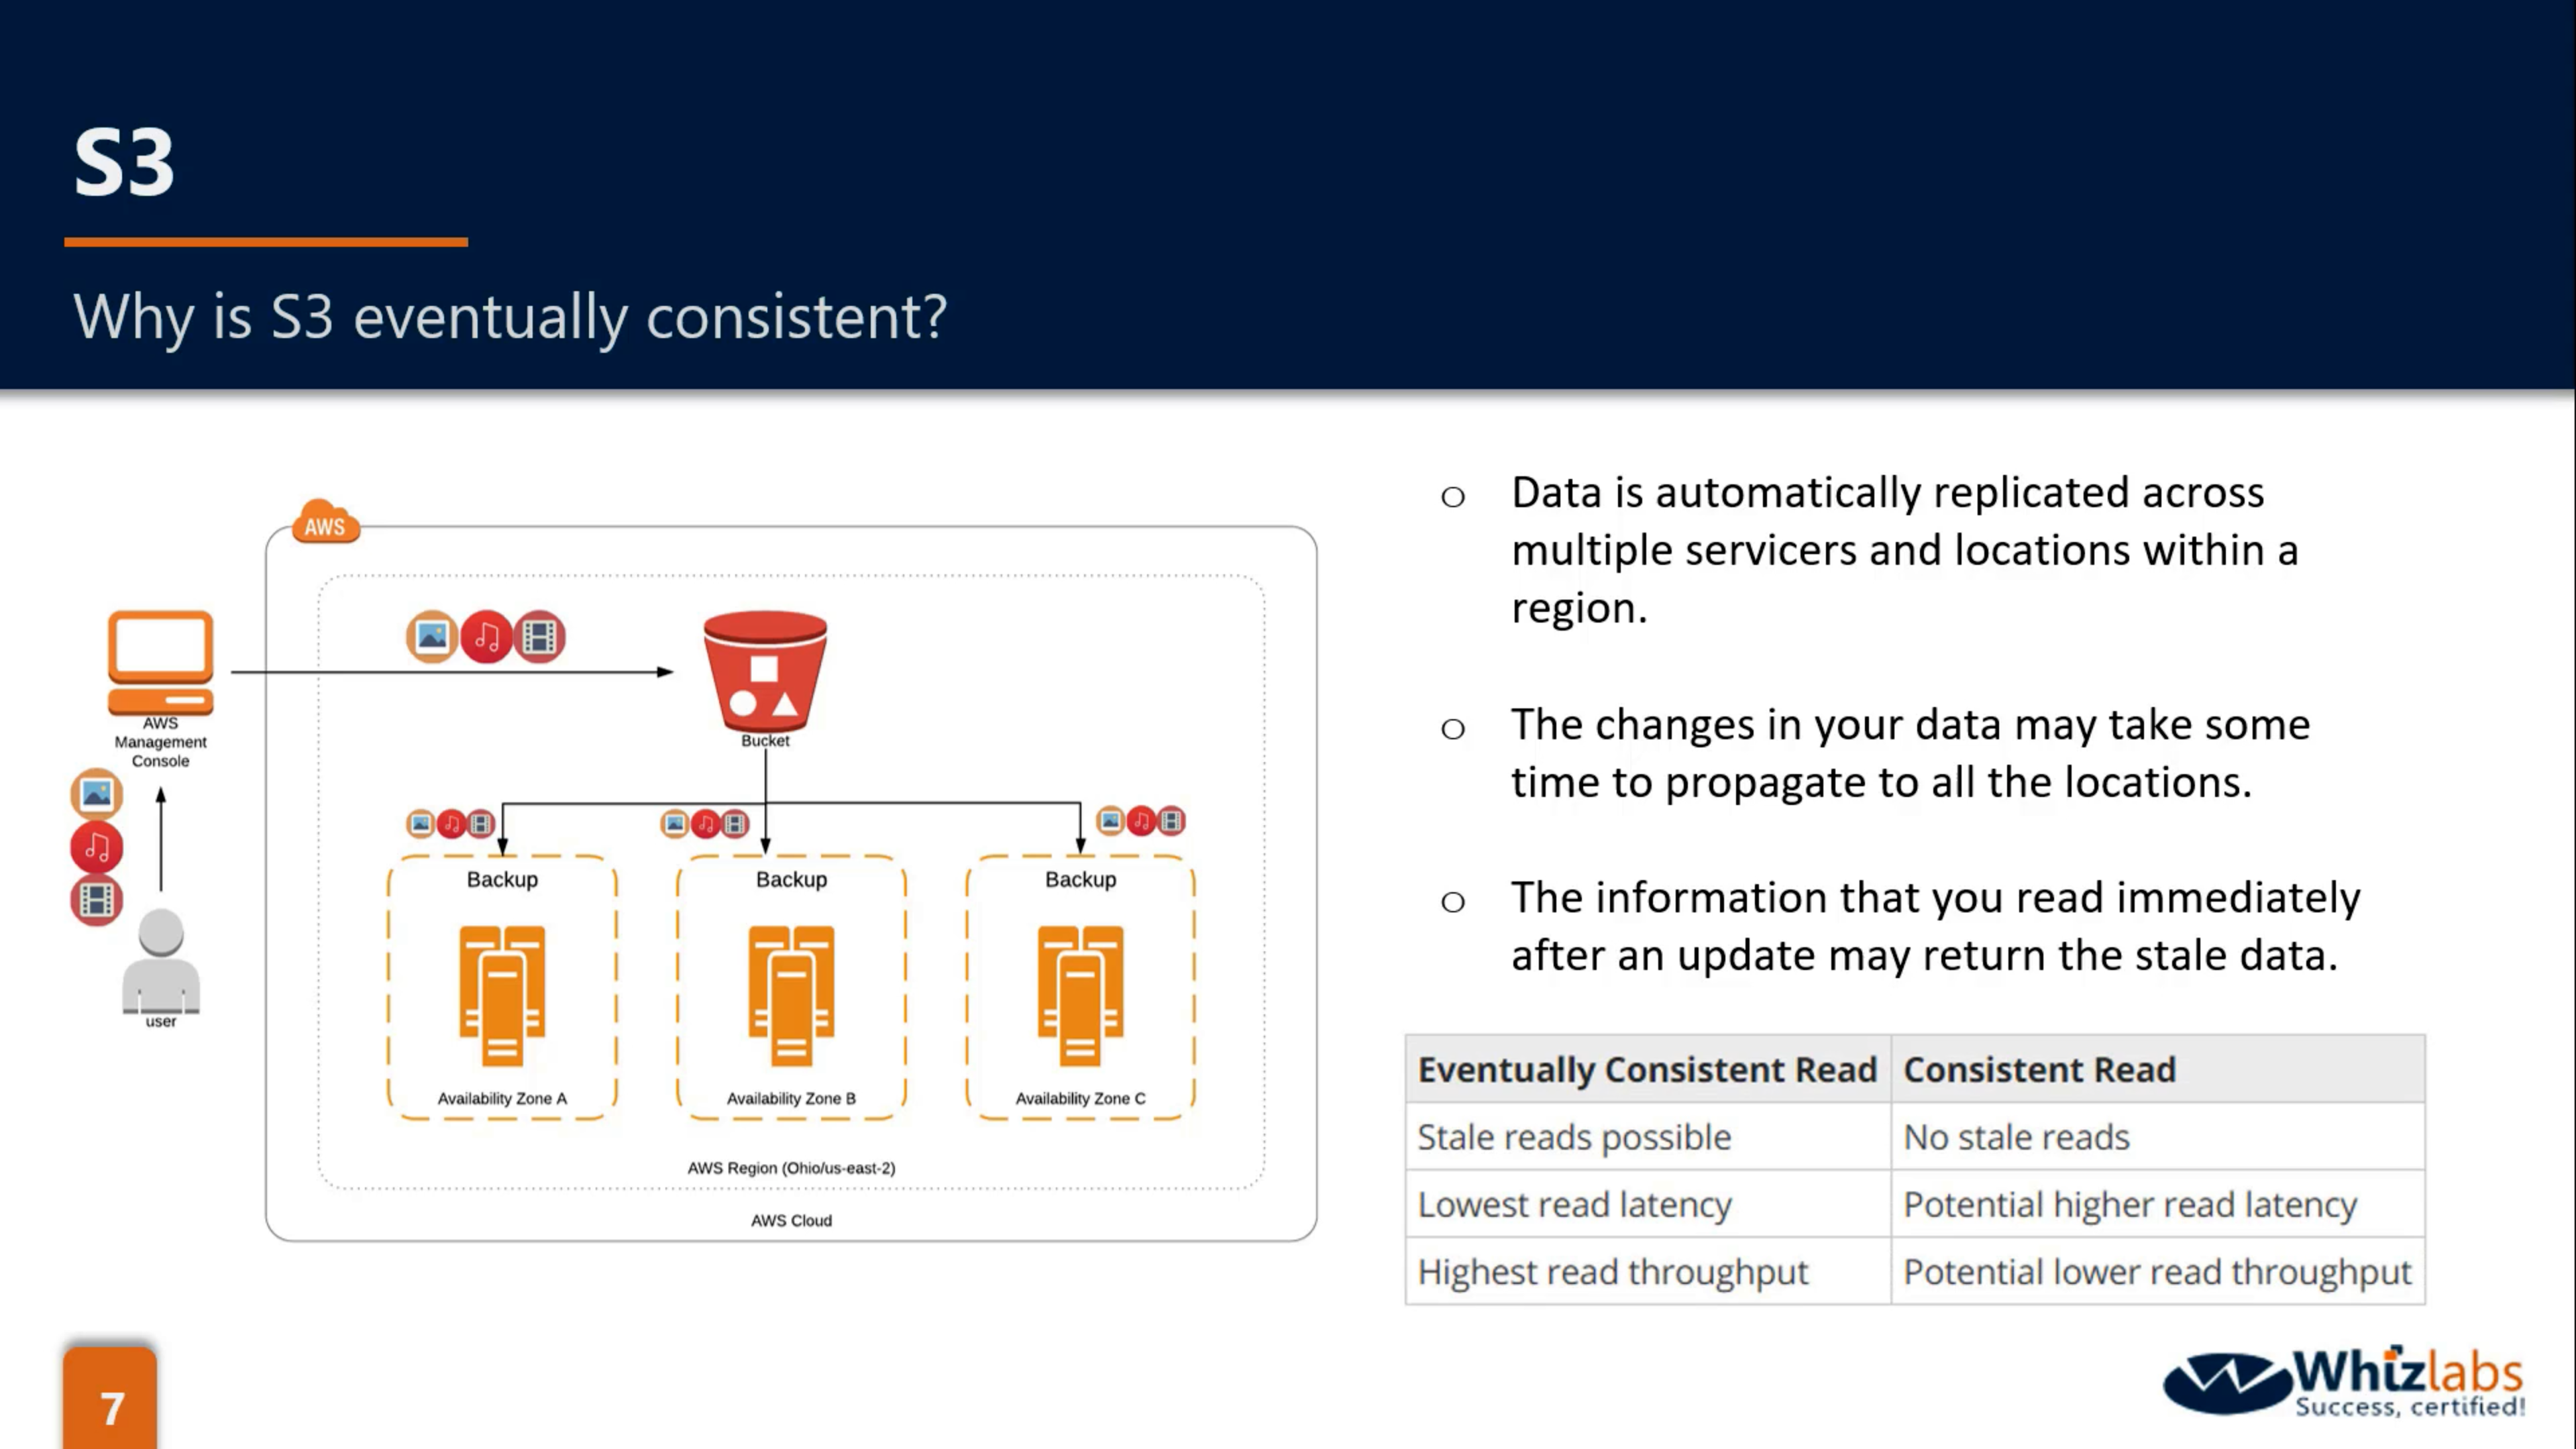 S3
Why is S3 eventually consistent?
AWS
AWS
Management
Console
user
Bucket
Backup
Backup
Backup
Availability Zone A
Availability Zone B
Availability Zone C
AWS Region (Ohio/us-east-2)
AWS Cloud
Data is automatically replicated across
multiple servicers and locations within a
region.
The changes in your data may take some
time to propagate to all the locations.
The information that you read immediately
after an update may return the stale data.
Eventually Consistent Read Consistent Read
Stale reads possible No stale reads
Lowest read latency Potential higher read latency
Highest read throughput Potential lower read throughput
7
Whizlabs
Success, certified!